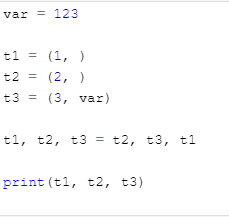 var = 123
t1 = (1, )
t2 = (2, )
t3 = (3, var)
t1, t2, t3 = t2, t3, t1
print(t1, t2, t3)